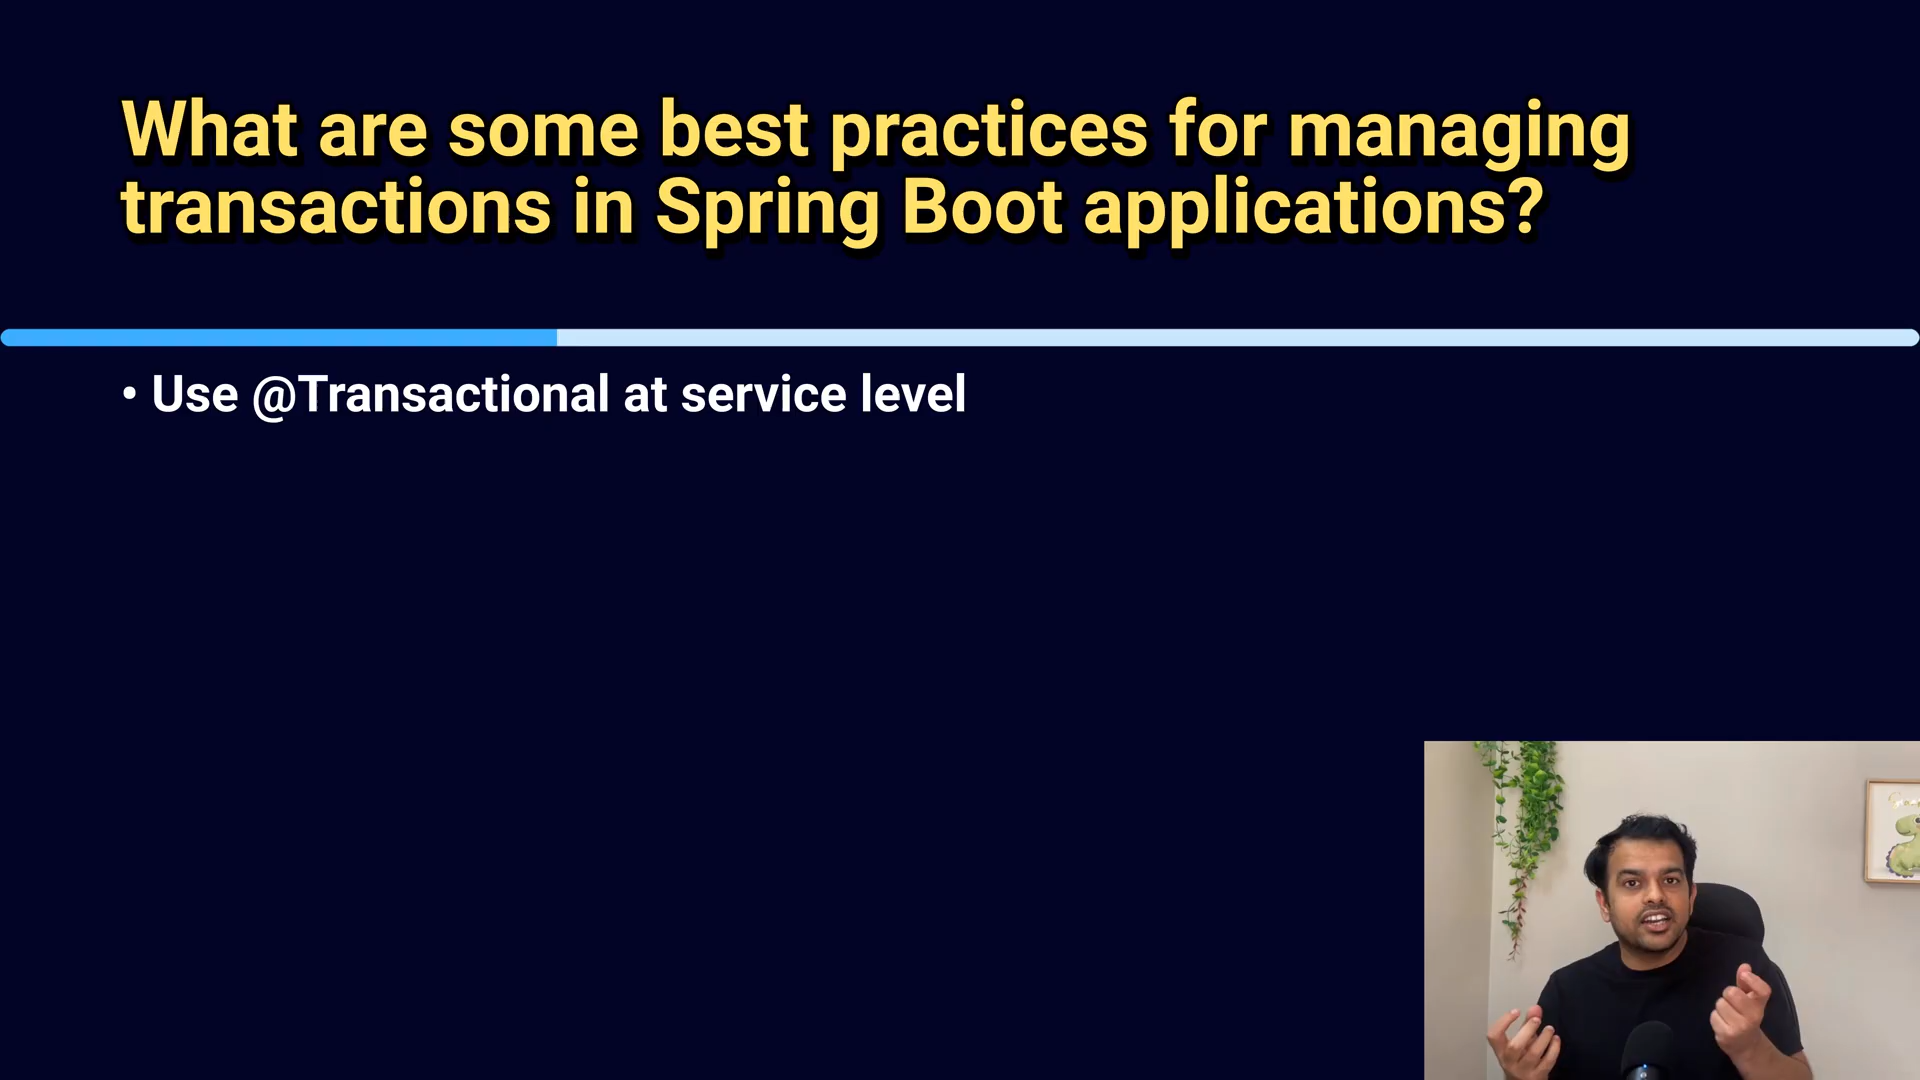 What are some best practices for managing
transactions in Spring Boot applications?
• Use @Transactional at service level